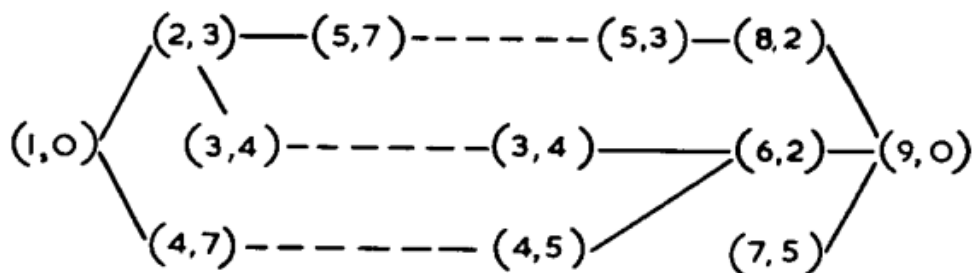 (2,3) (5,7) (5,3) (8,2)
(1,0) (3,4) (3,4) (6,2) (9,0)
(4,7) (4,5) (7,5)